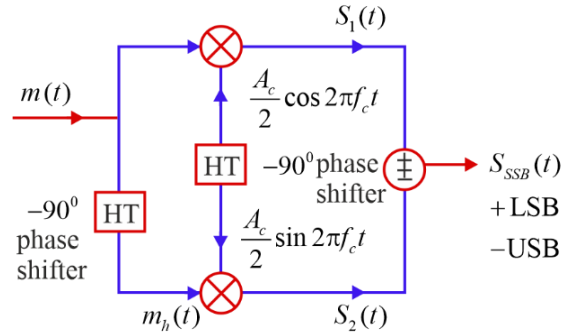 S₁(t)
m(t)
A_c/2 cos 2πf_c t
HT
−90⁰ phase shifter
±
S_SSB(t)
+LSB
−USB
−90⁰ phase shifter
HT
A_c/2 sin 2πf_c t
m_h(t)
S₂(t)